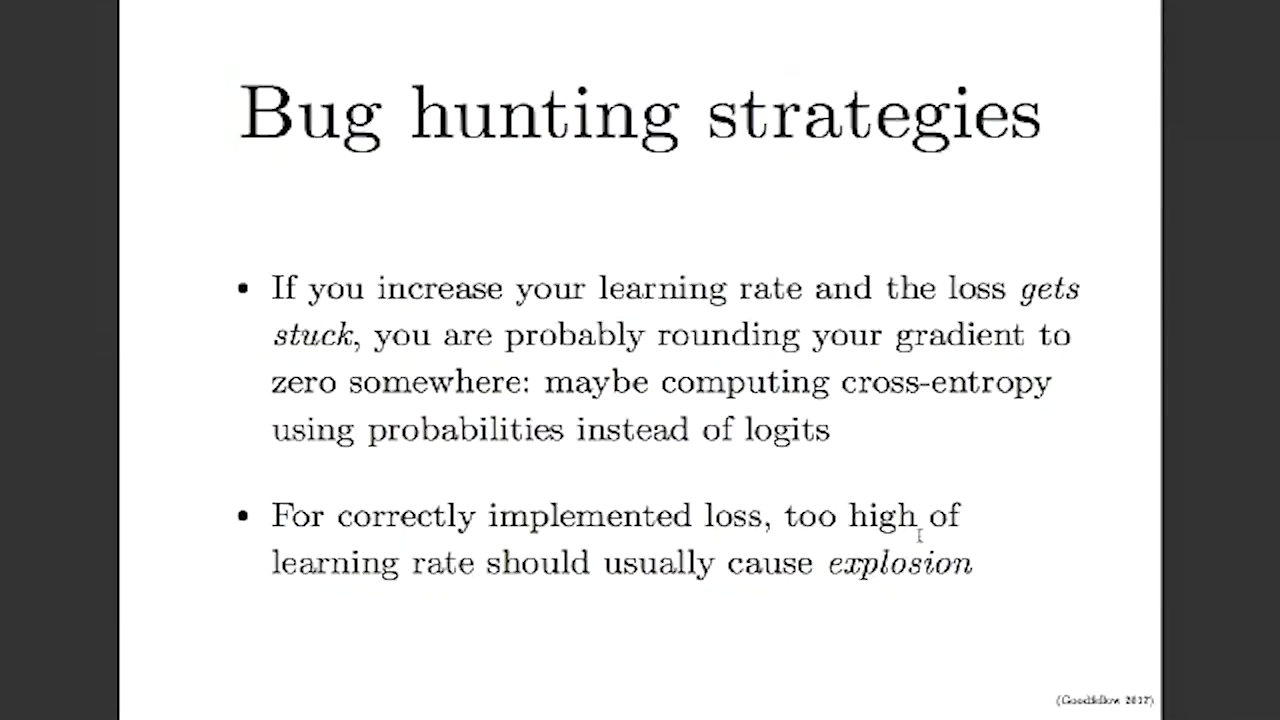 Bug hunting strategies
• If you increase your learning rate and the loss gets
stuck, you are probably rounding your gradient to
zero somewhere: maybe computing cross-entropy
using probabilities instead of logits
• For correctly implemented loss, too high of
learning rate should usually cause explosion
(Goodfellow 2017)